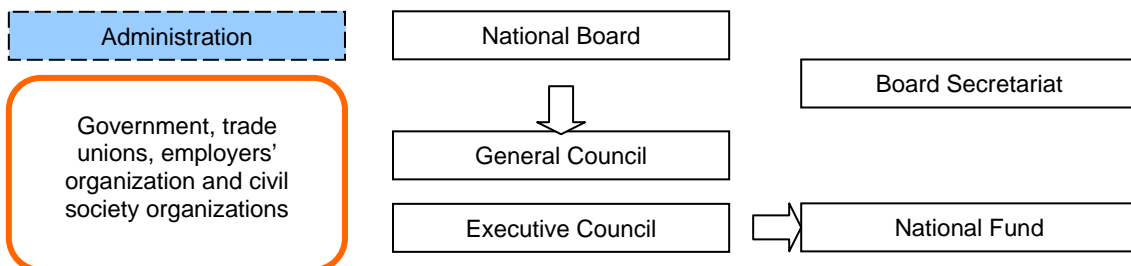 Administration
National Board
Board Secretariat
Government, trade
unions, employers’
organization and civil
society organizations
General Council
Executive Council
National Fund